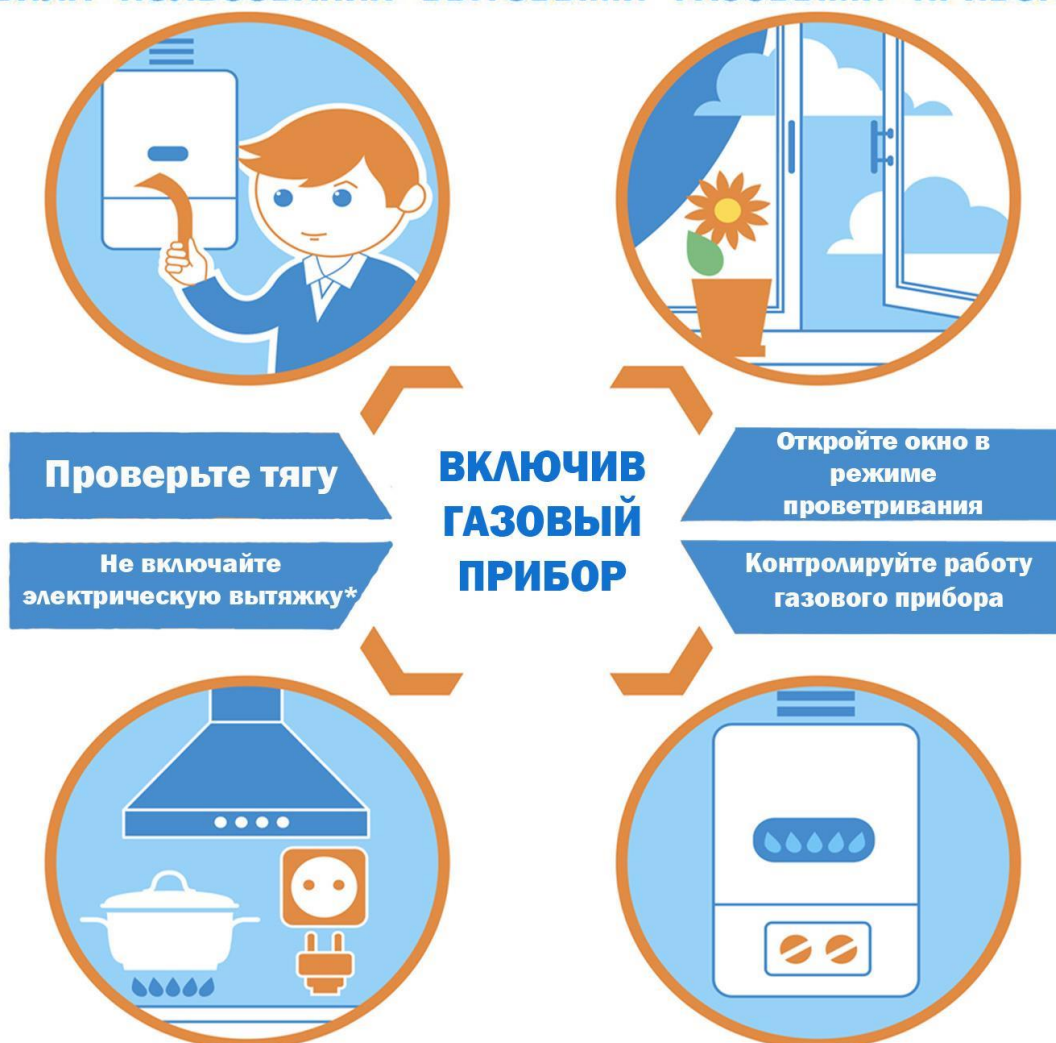 Проверьте тягу
Не включайте
электрическую вытяжку*
ВКЛЮЧИВ
ГАЗОВЫЙ
ПРИБОР
Откройте окно в
режиме
проветривания
Контролируйте работу
газового прибора